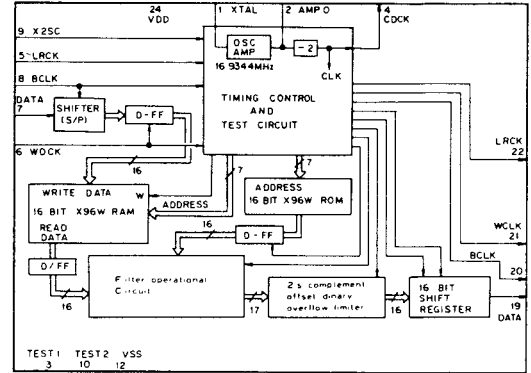 24
VDD
1 XTAL
2 AMP O
4
CDCK
9 X2SC
5 LRCK
8 BCLK
DATA
7
6 WDCK
OSC
AMP
-2
16 9344MHz
CLK
TIMING CONTROL
AND
TEST CIRCUIT
SHIFTER
(S/P)
D-FF
16
WRITE DATA
W
16 BIT X96W RAM
READ
DATA
ADDRESS
7
7
ADDRESS
16 BIT X96W ROM
16
D-FF
D/FF
16
Filter operational
Circuit
17
2s complement
offset dinary
overflow limiter
16
16 BIT
SHIFT
REGISTER
LRCK
22
WCLK
21
BCLK
20
19
DATA
TEST1 TEST2 VSS
3 10 12